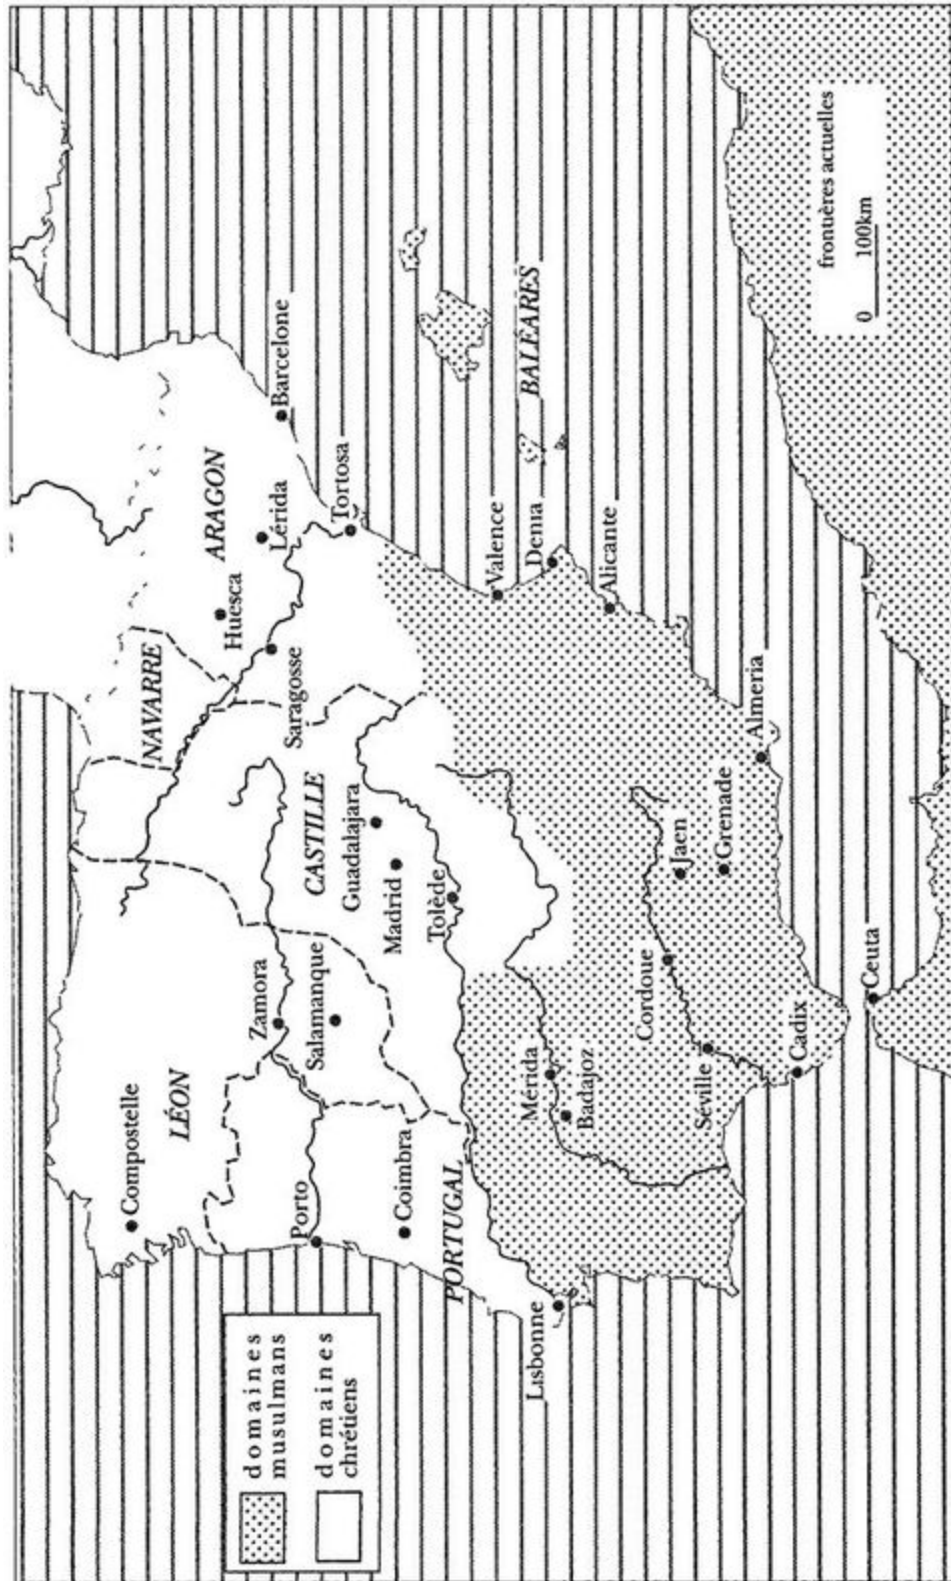 domaines
musulmans
domaines
chrétiens
Compostelle
LÉON
NAVARRE
ARAGON
Huesca
Lérida
Barcelone
Saragosse
Tortosa
Zamora
Salamanque
CASTILLE
Guadalajara
Madrid
Tolède
Porto
Coimbra
PORTUGAL
Lisbonne
Mérida
Badajoz
Valence
Denia
Alicante
BALÉARES
Cordoue
Séville
Jaen
Grenade
Almeria
Cadix
Ceuta
fronuères actuelles
0 100km